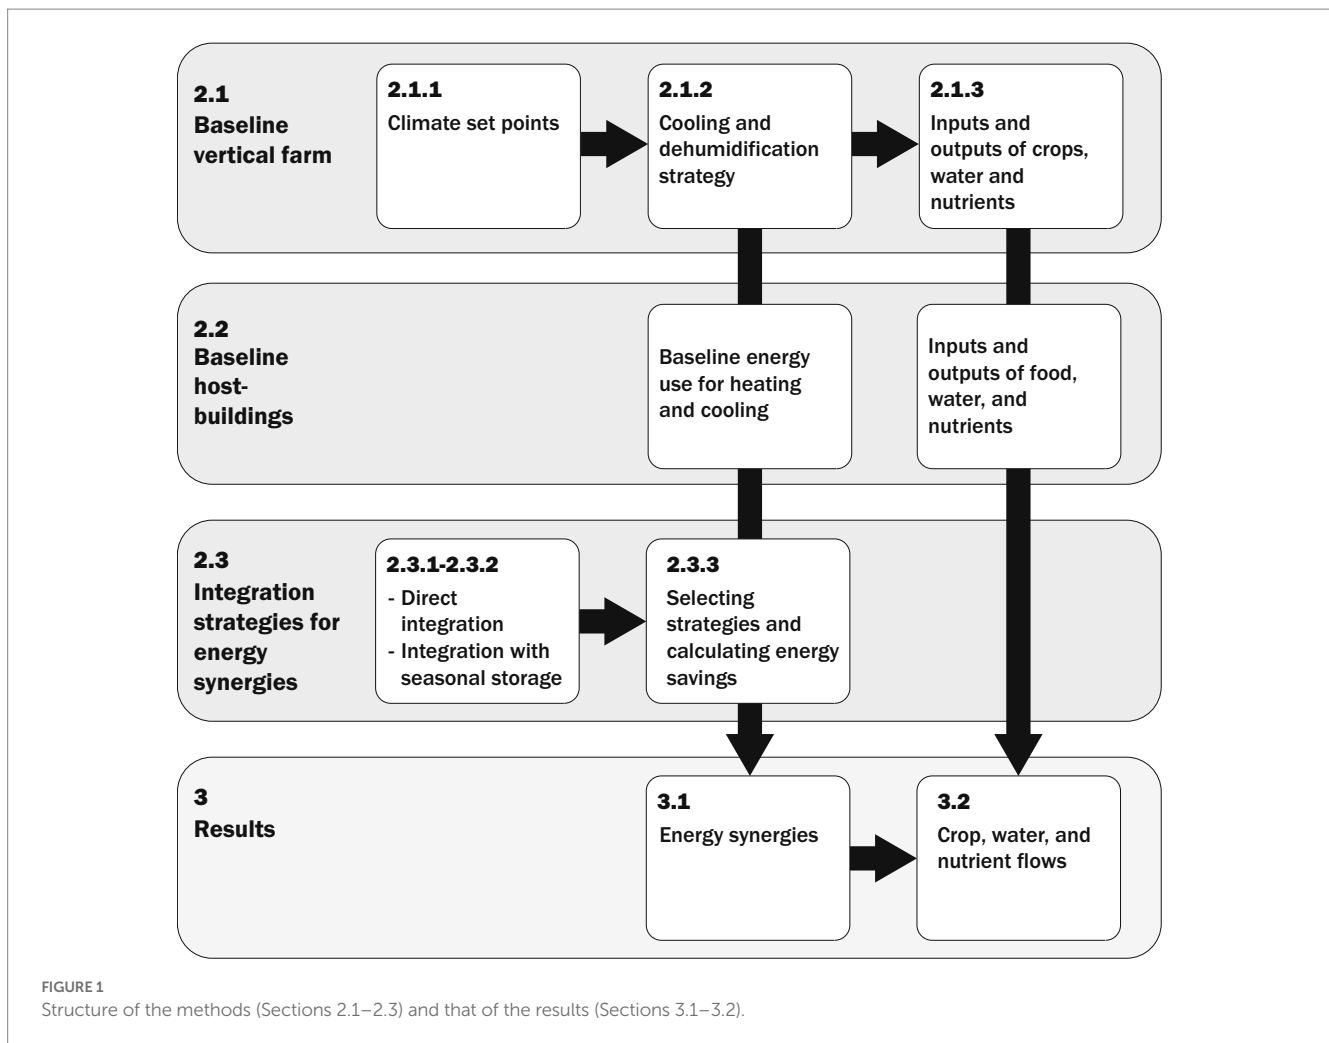 2.1
Baseline
vertical farm
2.1.1
Climate set points
2.1.2
Cooling and
dehumidification
strategy
2.1.3
Inputs and
outputs of crops,
water and
nutrients
2.2
Baseline
host-
buildings
Baseline energy
use for heating
and cooling
Inputs and
outputs of food,
water, and
nutrients
2.3
Integration
strategies for
energy
synergies
2.3.1-2.3.2
- Direct
integration
- Integration with
seasonal storage
2.3.3
Selecting
strategies and
calculating energy
savings
3
Results
3.1
Energy synergies
3.2
Crop, water, and
nutrient flows
FIGURE 1
Structure of the methods (Sections 2.1–2.3) and that of the results (Sections 3.1–3.2).